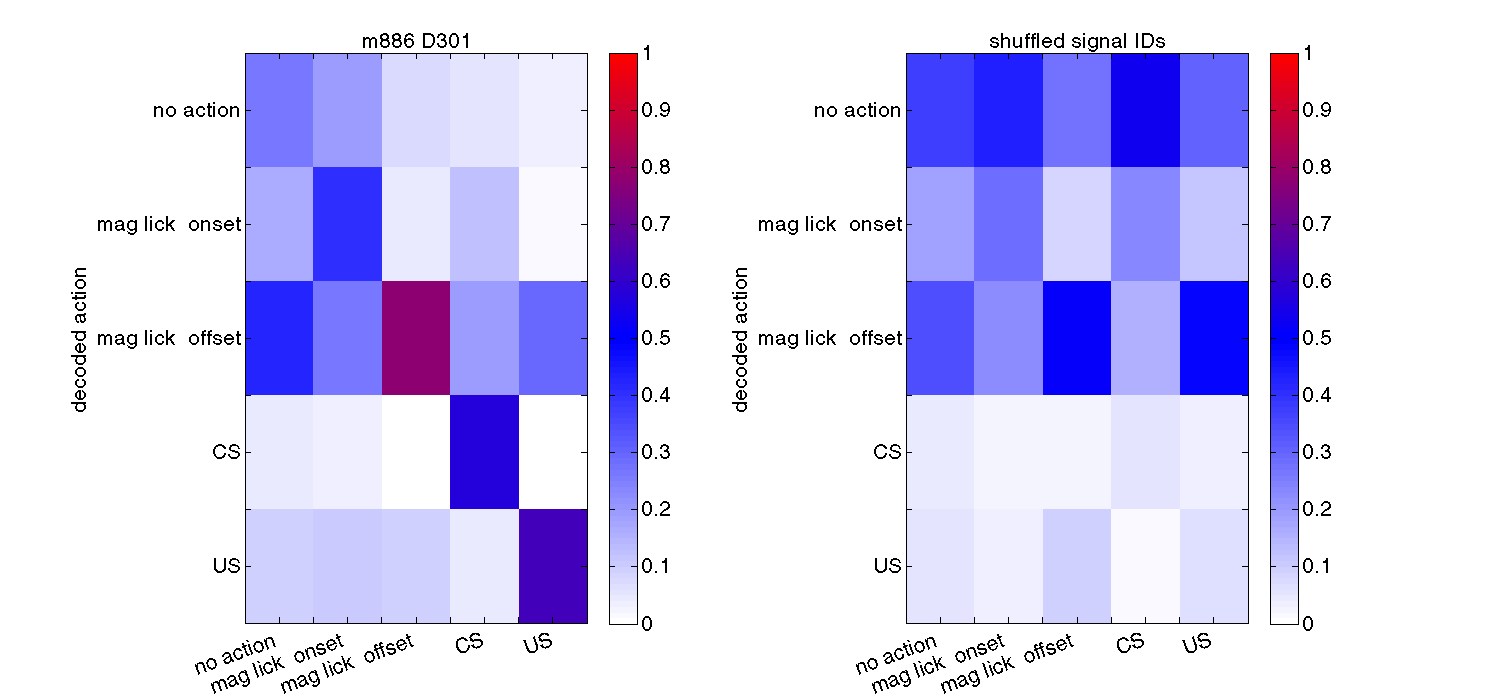 m886 D301
no action
mag lick  onset
mag lick  offset
CS
US
decoded action
no action
mag lick  onset
mag lick  offset
CS
US
1
0.9
0.8
0.7
0.6
0.5
0.4
0.3
0.2
0.1
0
shuffled signal IDs
no action
mag lick  onset
mag lick  offset
CS
US
decoded action
no action
mag lick  onset
mag lick  offset
CS
US
1
0.9
0.8
0.7
0.6
0.5
0.4
0.3
0.2
0.1
0